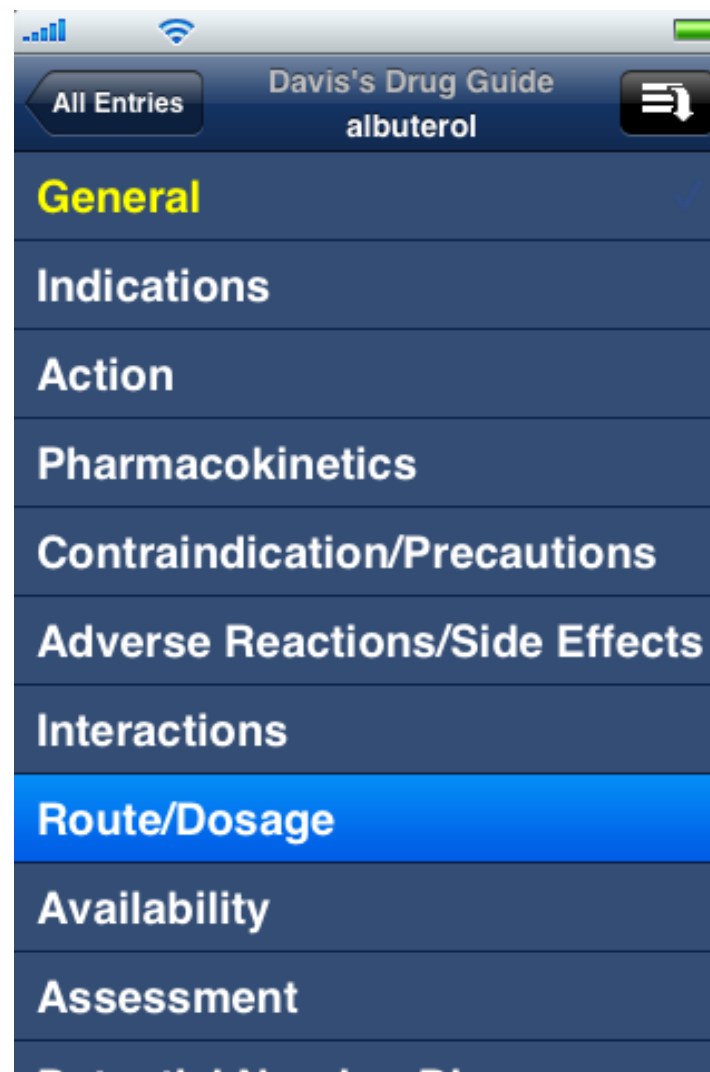 All Entries
Davis's Drug Guide
albuterol
General
Indications
Action
Pharmacokinetics
Contraindication/Precautions
Adverse Reactions/Side Effects
Interactions
Route/Dosage
Availability
Assessment